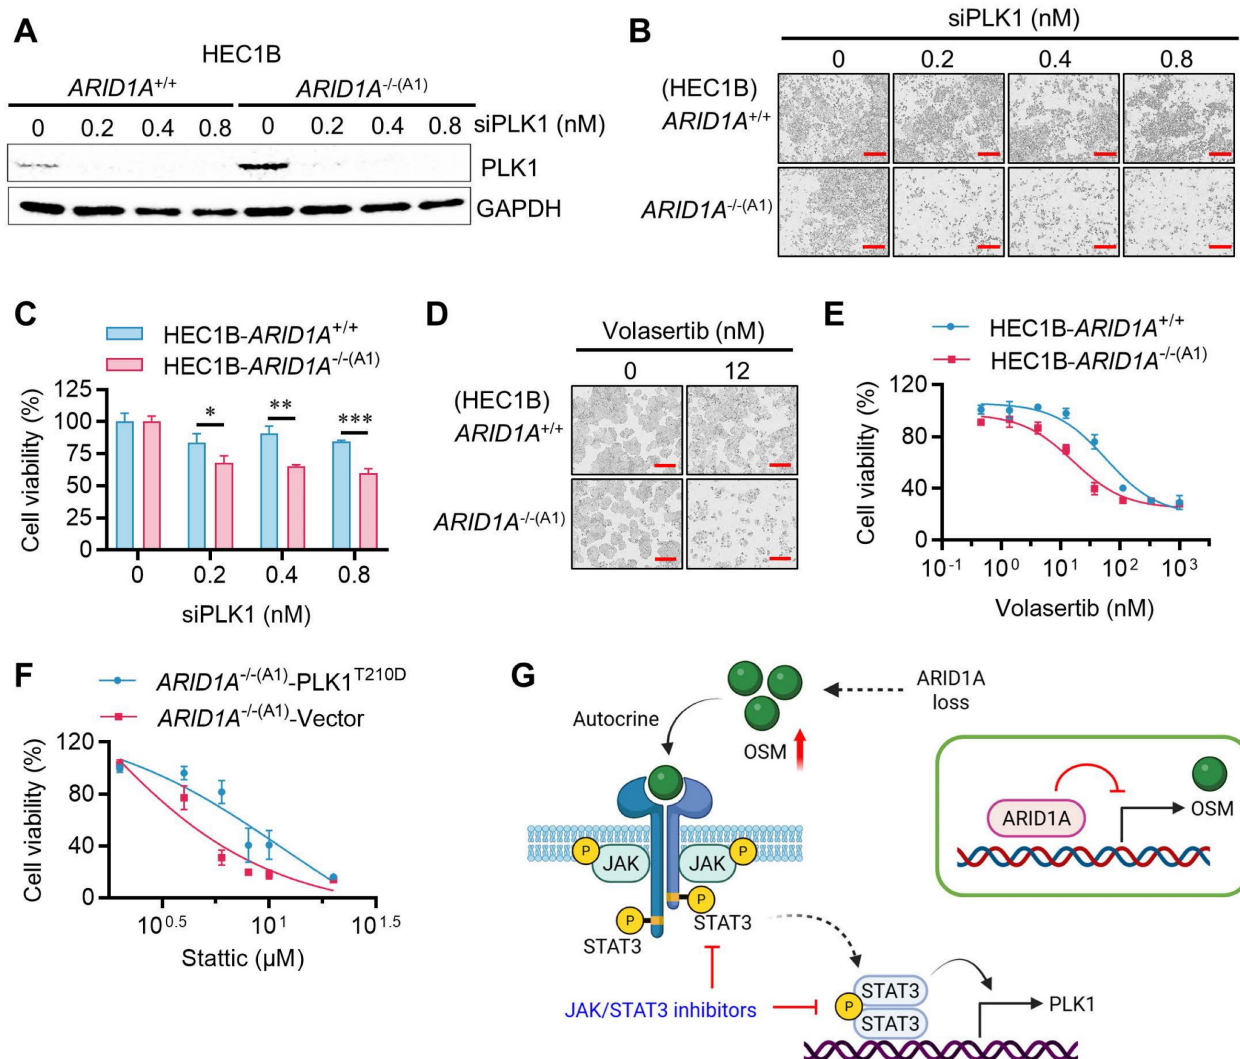 A
HEC1B
ARID1A+/+ ARID1A-/-(A1)
0 0.2 0.4 0.8 0 0.2 0.4 0.8 siPLK1 (nM)
PLK1
GAPDH
B
siPLK1 (nM)
0 0.2 0.4 0.8
(HEC1B)
ARID1A+/+
ARID1A-/-(A1)
C
HEC1B-ARID1A+/+
HEC1B-ARID1A-/-(A1)
Cell viability (%)
125
100
75
50
25
0
* ** ***
0 0.2 0.4 0.8
siPLK1 (nM)
D
Volasertib (nM)
0 12
(HEC1B)
ARID1A+/+
ARID1A-/-(A1)
E
HEC1B-ARID1A+/+
HEC1B-ARID1A-/-(A1)
Cell viability (%)
120
80
40
0
10-1 100 101 102 103
Volasertib (nM)
F
ARID1A-/-(A1)-PLK1T210D
ARID1A-/-(A1)-Vector
Cell viability (%)
120
80
40
0
100.5 101 101.5
Stattic (µM)
G
ARID1A
loss
Autocrine
OSM
P JAK JAK P
P P
STAT3 STAT3
JAK/STAT3 inhibitors
P STAT3
STAT3
PLK1
ARID1A
OSM